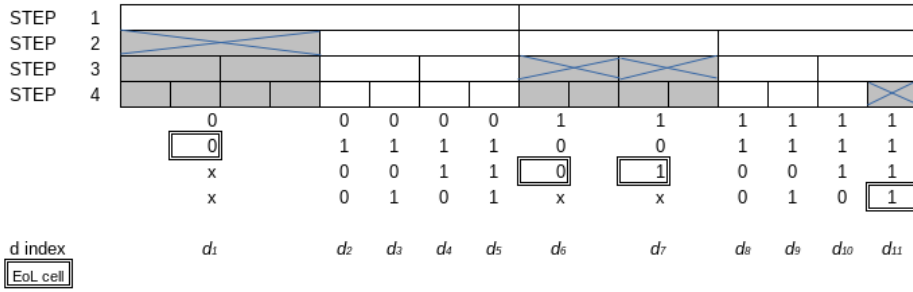 STEP 1
STEP 2
STEP 3
STEP 4
0 0 0 0 0 1 1 1 1 1 1
0 1 1 1 1 0 0 1 1 1 1
x 0 0 1 1 0 1 0 0 1 1
x 0 1 0 1 x x 0 1 0 1
d index d1 d2 d3 d4 d5 d6 d7 d8 d9 d10 d11
EoL cell